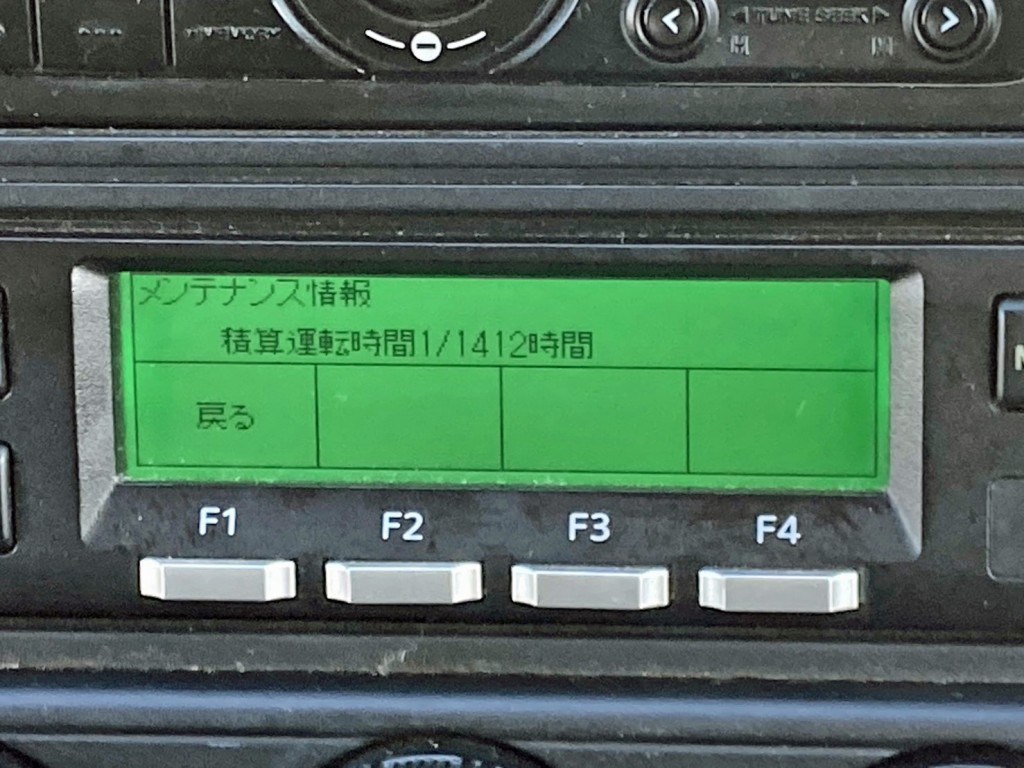 TUNE SEEK
メンテナンス情報
積算運転時間1/1412時間
戻る
F1 F2 F3 F4